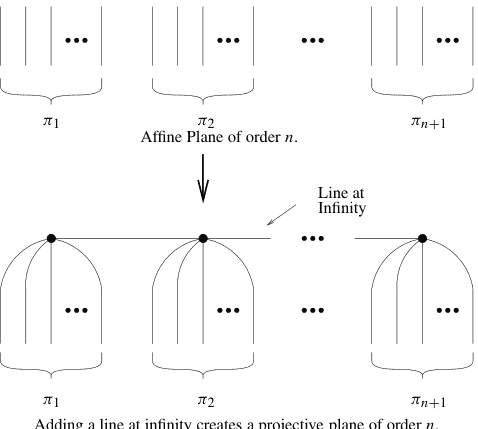 π1 π2 πn+1
Affine Plane of order n.
Line at
Infinity
π1 π2 πn+1
Adding a line at infinity creates a projective plane of order n.